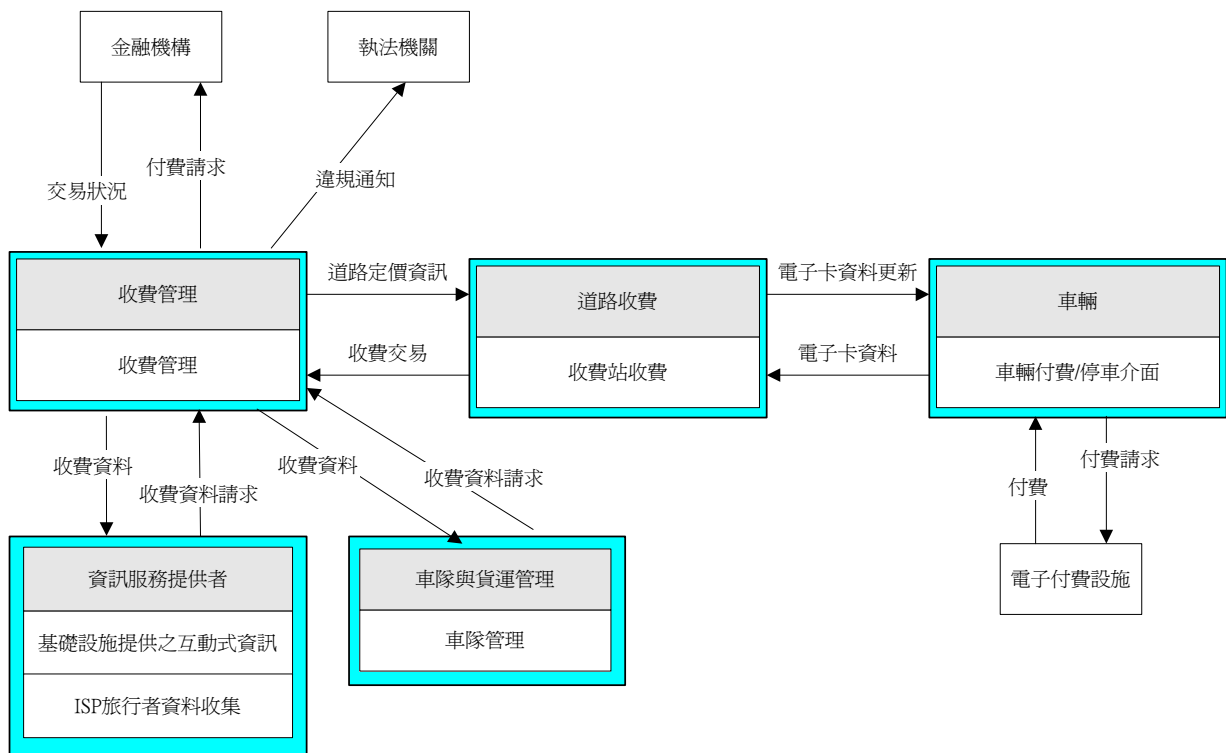 金融機構
執法機關
付費請求
交易狀況
違規通知
收費管理
收費管理
道路定價資訊
收費交易
道路收費
收費站收費
電子卡資料更新
電子卡資料
車輛
車輛付費/停車介面
收費資料
收費資料請求
收費資料
收費資料請求
付費
付費請求
資訊服務提供者
基礎設施提供之互動式資訊
ISP旅行者資料收集
車隊與貨運管理
車隊管理
電子付費設施